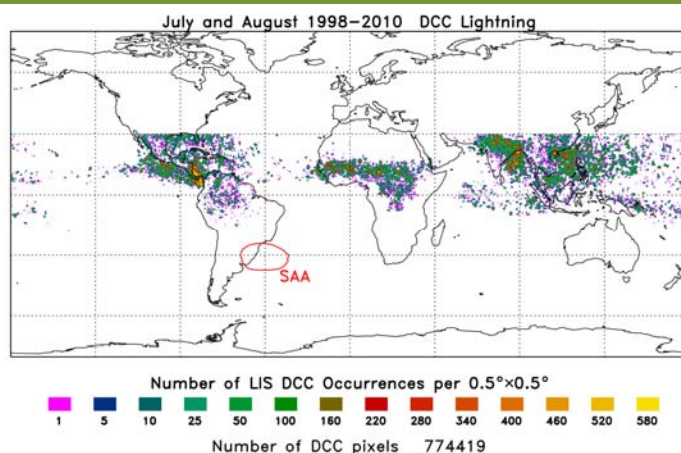 July and August 1998-2010 DCC Lightning
SAA
Number of LIS DCC Occurrences per 0.5°×0.5°
1 5 10 25 50 100 160 220 280 340 400 460 520 580
Number of DCC pixels 774419